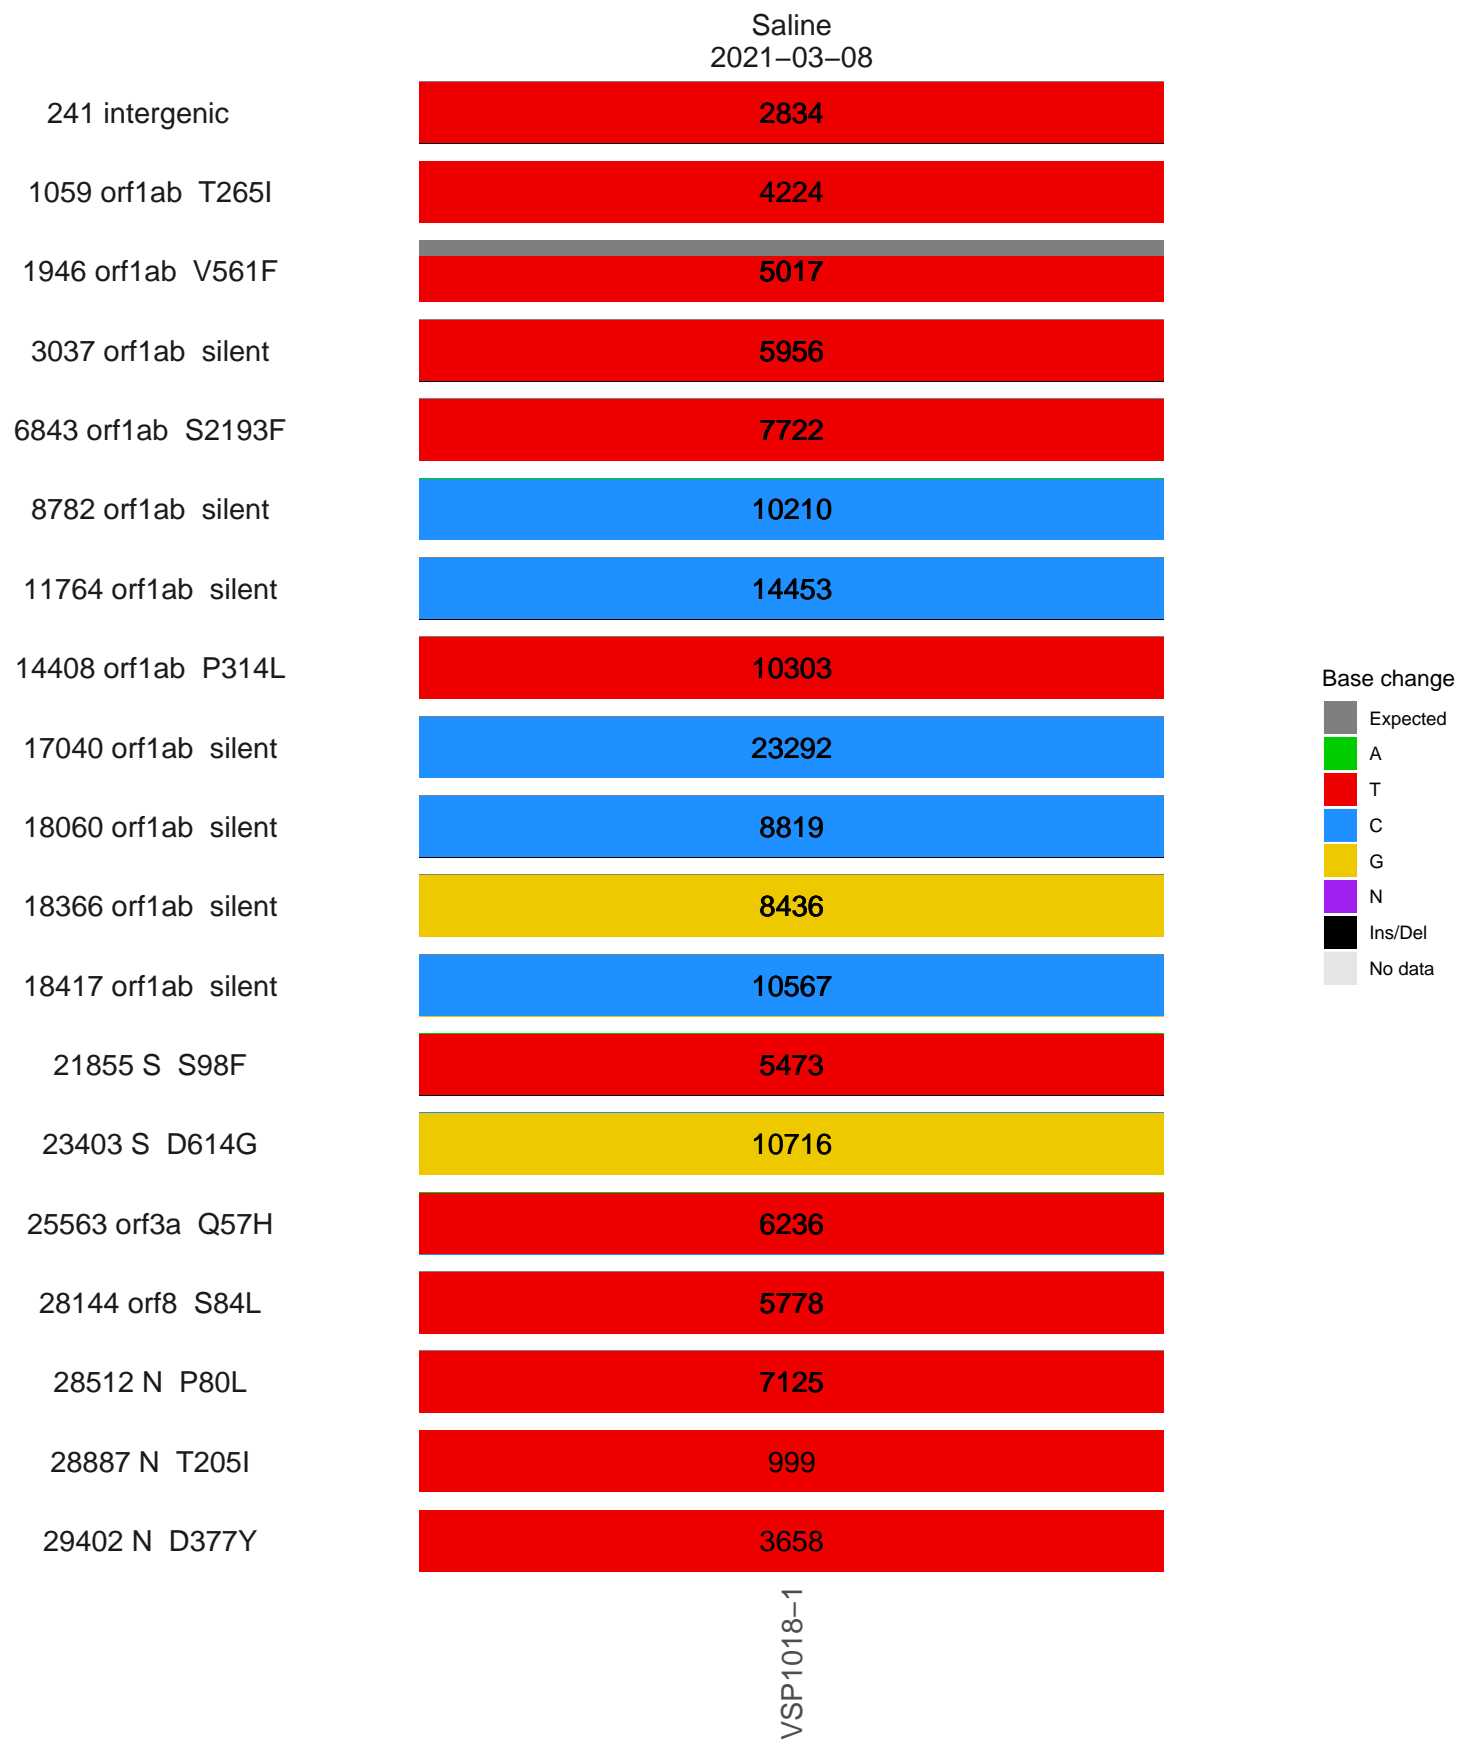 Saline
2021−03−08
241 intergenic 2834
1059 orf1ab T265I 4224
1946 orf1ab V561F 5017
3037 orf1ab silent 5956
6843 orf1ab S2193F 7722
8782 orf1ab silent 10210
11764 orf1ab silent 14453
14408 orf1ab P314L 10303
17040 orf1ab silent 23292
18060 orf1ab silent 8819
18366 orf1ab silent 8436
18417 orf1ab silent 10567
21855 S S98F 5473
23403 S D614G 10716
25563 orf3a Q57H 6236
28144 orf8 S84L 5778
28512 N P80L 7125
28887 N T205I 999
29402 N D377Y 3658
VSP1018−1
Base change
Expected
A
T
C
G
N
Ins/Del
No data